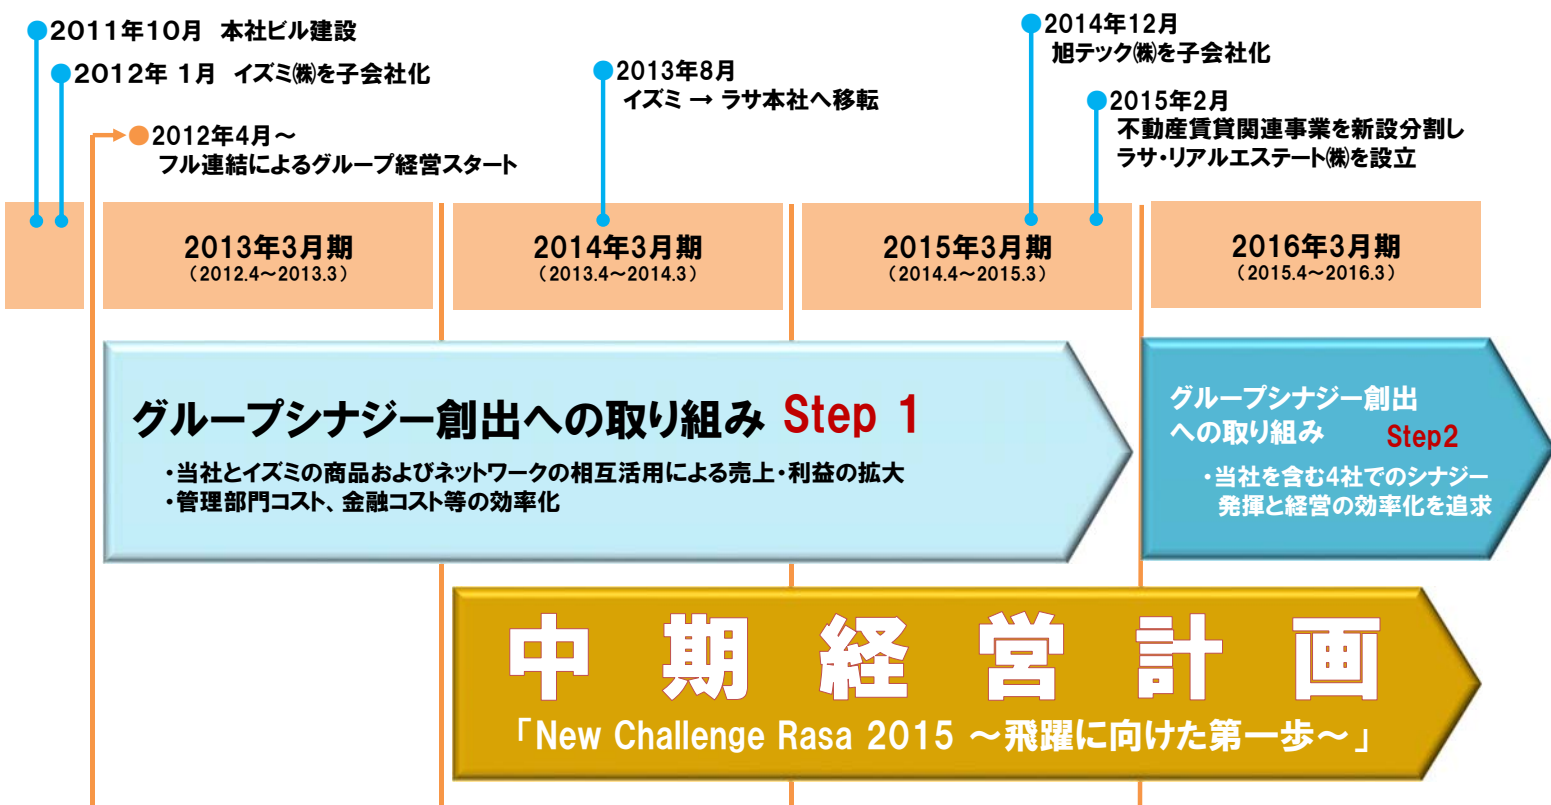 2011年10月 本社ビル建設
2012年 1月 イズミ㈱を子会社化
2012年4月～
フル連結によるグループ経営スタート
2013年8月
イズミ → ラサ本社へ移転
2014年12月
旭テック㈱を子会社化
2015年2月
不動産賃貸関連事業を新設分割し
ラサ・リアルエステート㈱を設立
2013年3月期
（2012.4～2013.3）
2014年3月期
（2013.4～2014.3）
2015年3月期
（2014.4～2015.3）
2016年3月期
（2015.4～2016.3）
グループシナジー創出への取り組み Step 1
・当社とイズミの商品およびネットワークの相互活用による売上・利益の拡大
・管理部門コスト、金融コスト等の効率化
グループシナジー創出
への取り組み Step2
・当社を含む4社でのシナジー
発揮と経営の効率化を追求
中期経営計画
「New Challenge Rasa 2015 ～飛躍に向けた第一歩～」